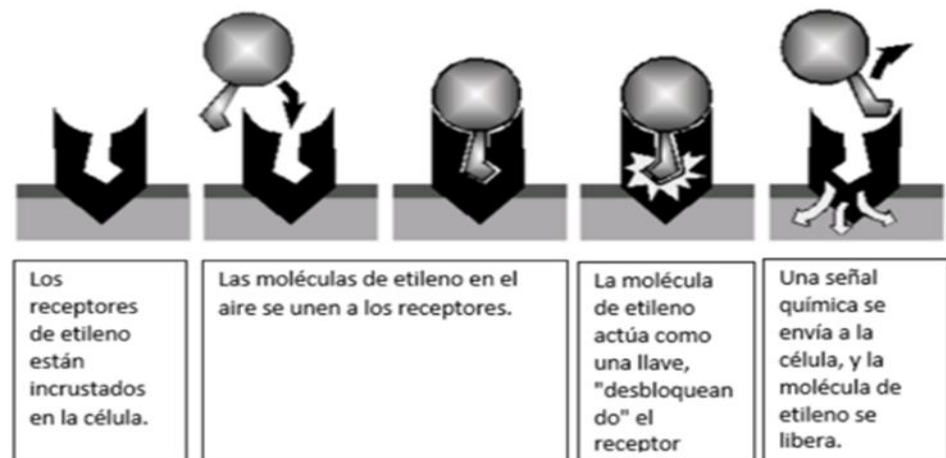 Los
receptores
de etileno
están
incrustados
en la célula.
Las moléculas de etileno en el
aire se unen a los receptores.
La molécula
de etileno
actúa como
una llave,
"desbloquean
do" el
receptor
Una señal
química se
envía a la
célula, y la
molécula de
etileno se
libera.